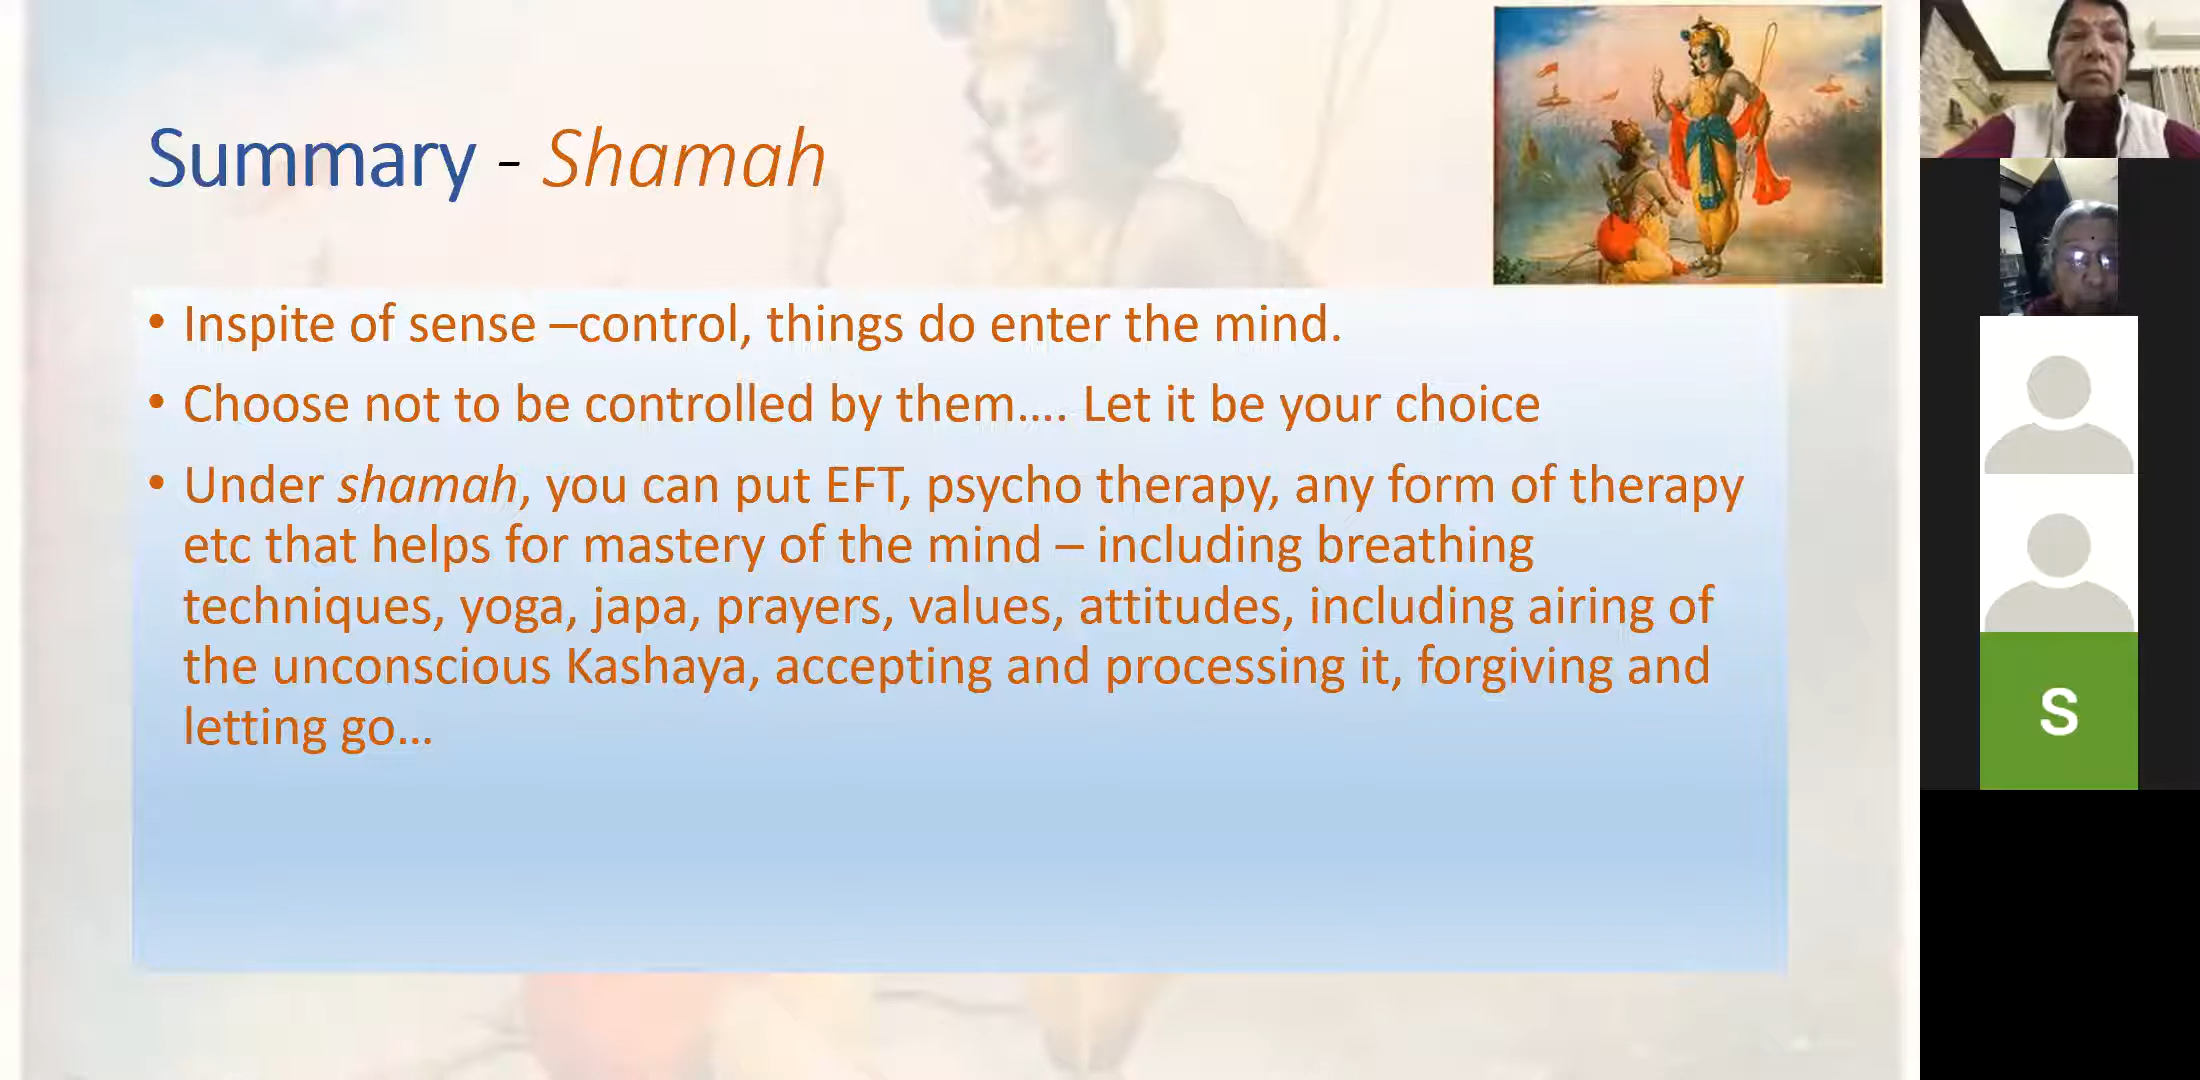 Summary - Shamah
• Inspite of sense –control, things do enter the mind.
• Choose not to be controlled by them.... Let it be your choice
• Under shamah, you can put EFT, psycho therapy, any form of therapy
etc that helps for mastery of the mind – including breathing
techniques, yoga, japa, prayers, values, attitudes, including airing of
the unconscious Kashaya, accepting and processing it, forgiving and
letting go...
S